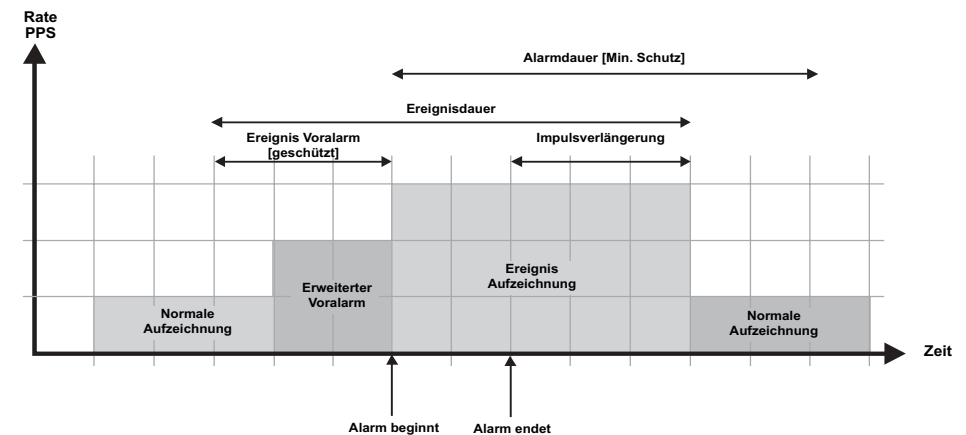 Rate
PPS
Alarmdauer [Min. Schutz]
Ereignisdauer
Ereignis Voralarm
[geschützt]
Impulsverlängerung
Ereignis
Aufzeichnung
Erweiterter
Voralarm
Normale
Aufzeichnung
Normale
Aufzeichnung
Zeit
Alarm beginnt
Alarm endet